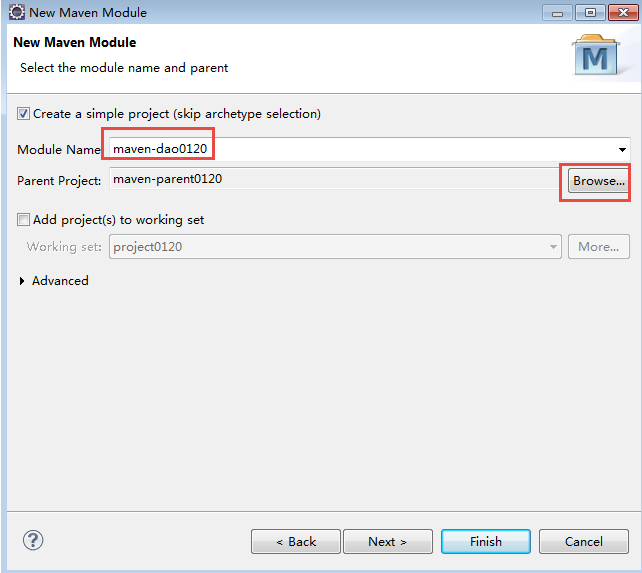 New Maven Module
New Maven Module
Select the module name and parent
M
Create a simple project (skip archetype selection)
Module Name maven-dao0120
Parent Project: maven-parent0120 Browse...
Add project(s) to working set
Working set: project0120 More...
Advanced
? < Back Next > Finish Cancel